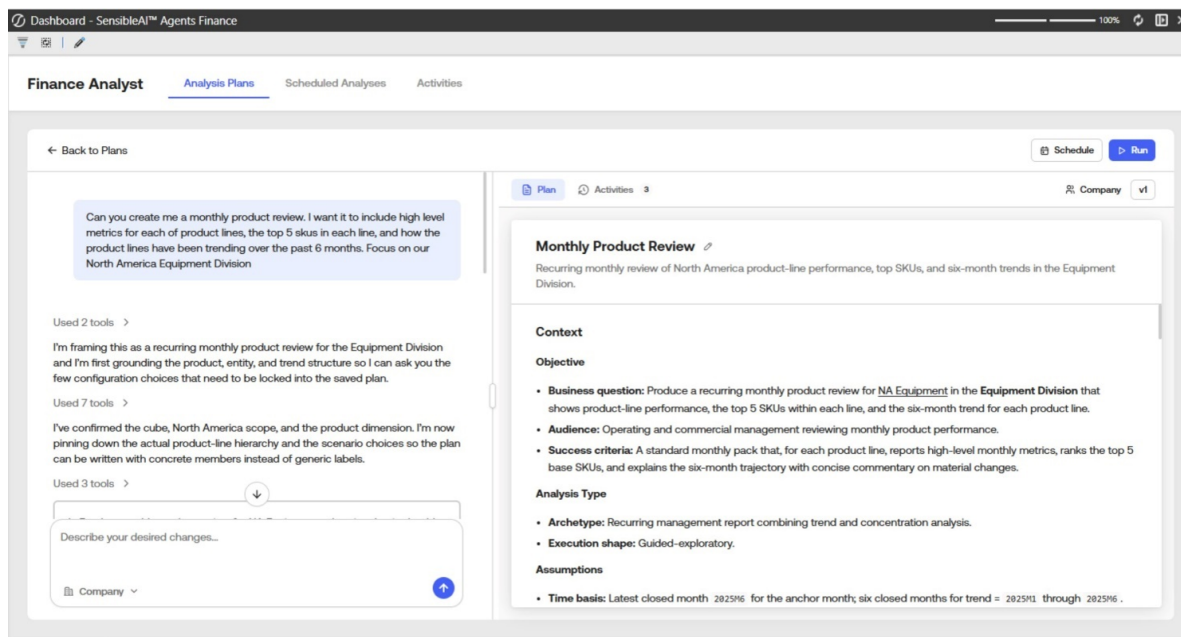 Dashboard - SensibleAI™ Agents Finance
100%
Finance Analyst
Analysis Plans
Scheduled Analyses
Activities
← Back to Plans
Schedule
Run
Can you create me a monthly product review. I want it to include high level
metrics for each of product lines, the top 5 skus in each line, and how the
product lines have been trending over the past 6 months. Focus on our
North America Equipment Division
Used 2 tools >
I'm framing this as a recurring monthly product review for the Equipment Division
and I'm first grounding the product, entity, and trend structure so I can ask you the
few configuration choices that need to be locked into the saved plan.
Used 7 tools >
I've confirmed the cube, North America scope, and the product dimension. I'm now
pinning down the actual product-line hierarchy and the scenario choices so the plan
can be written with concrete members instead of generic labels.
Used 3 tools >
Describe your desired changes...
Company
Plan
Activities 3
Company
v1
Monthly Product Review
Recurring monthly review of North America product-line performance, top SKUs, and six-month trends in the Equipment
Division.
Context
Objective
• Business question: Produce a recurring monthly product review for NA Equipment in the Equipment Division that
shows product-line performance, the top 5 SKUs within each line, and the six-month trend for each product line.
• Audience: Operating and commercial management reviewing monthly product performance.
• Success criteria: A standard monthly pack that, for each product line, reports high-level monthly metrics, ranks the top 5
base SKUs, and explains the six-month trajectory with concise commentary on material changes.
Analysis Type
• Archetype: Recurring management report combining trend and concentration analysis.
• Execution shape: Guided-exploratory.
Assumptions
• Time basis: Latest closed month 2025M6 for the anchor month; six closed months for trend = 2025M1 through 2025M6 .